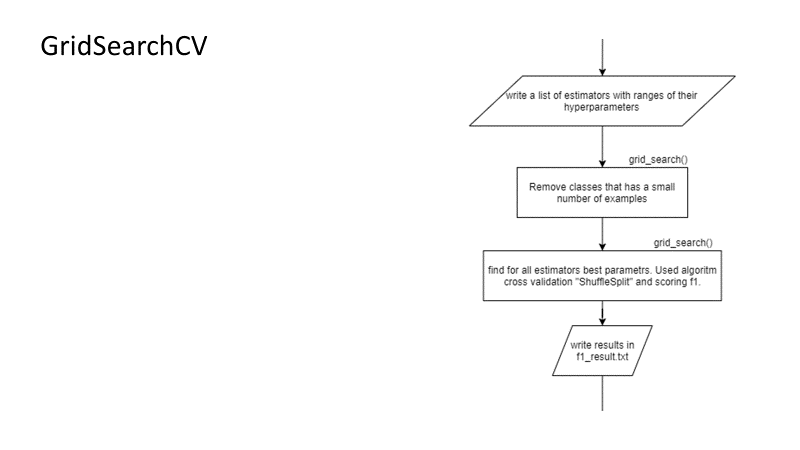 GridSearchCV
write a list of estimators with ranges of their
hyperparameters
grid_search()
Remove classes that has a small
number of examples
grid_search()
find for all estimators best parametrs. Used algoritm
cross validation "ShuffleSplit" and scoring f1.
write results in
f1_result.txt